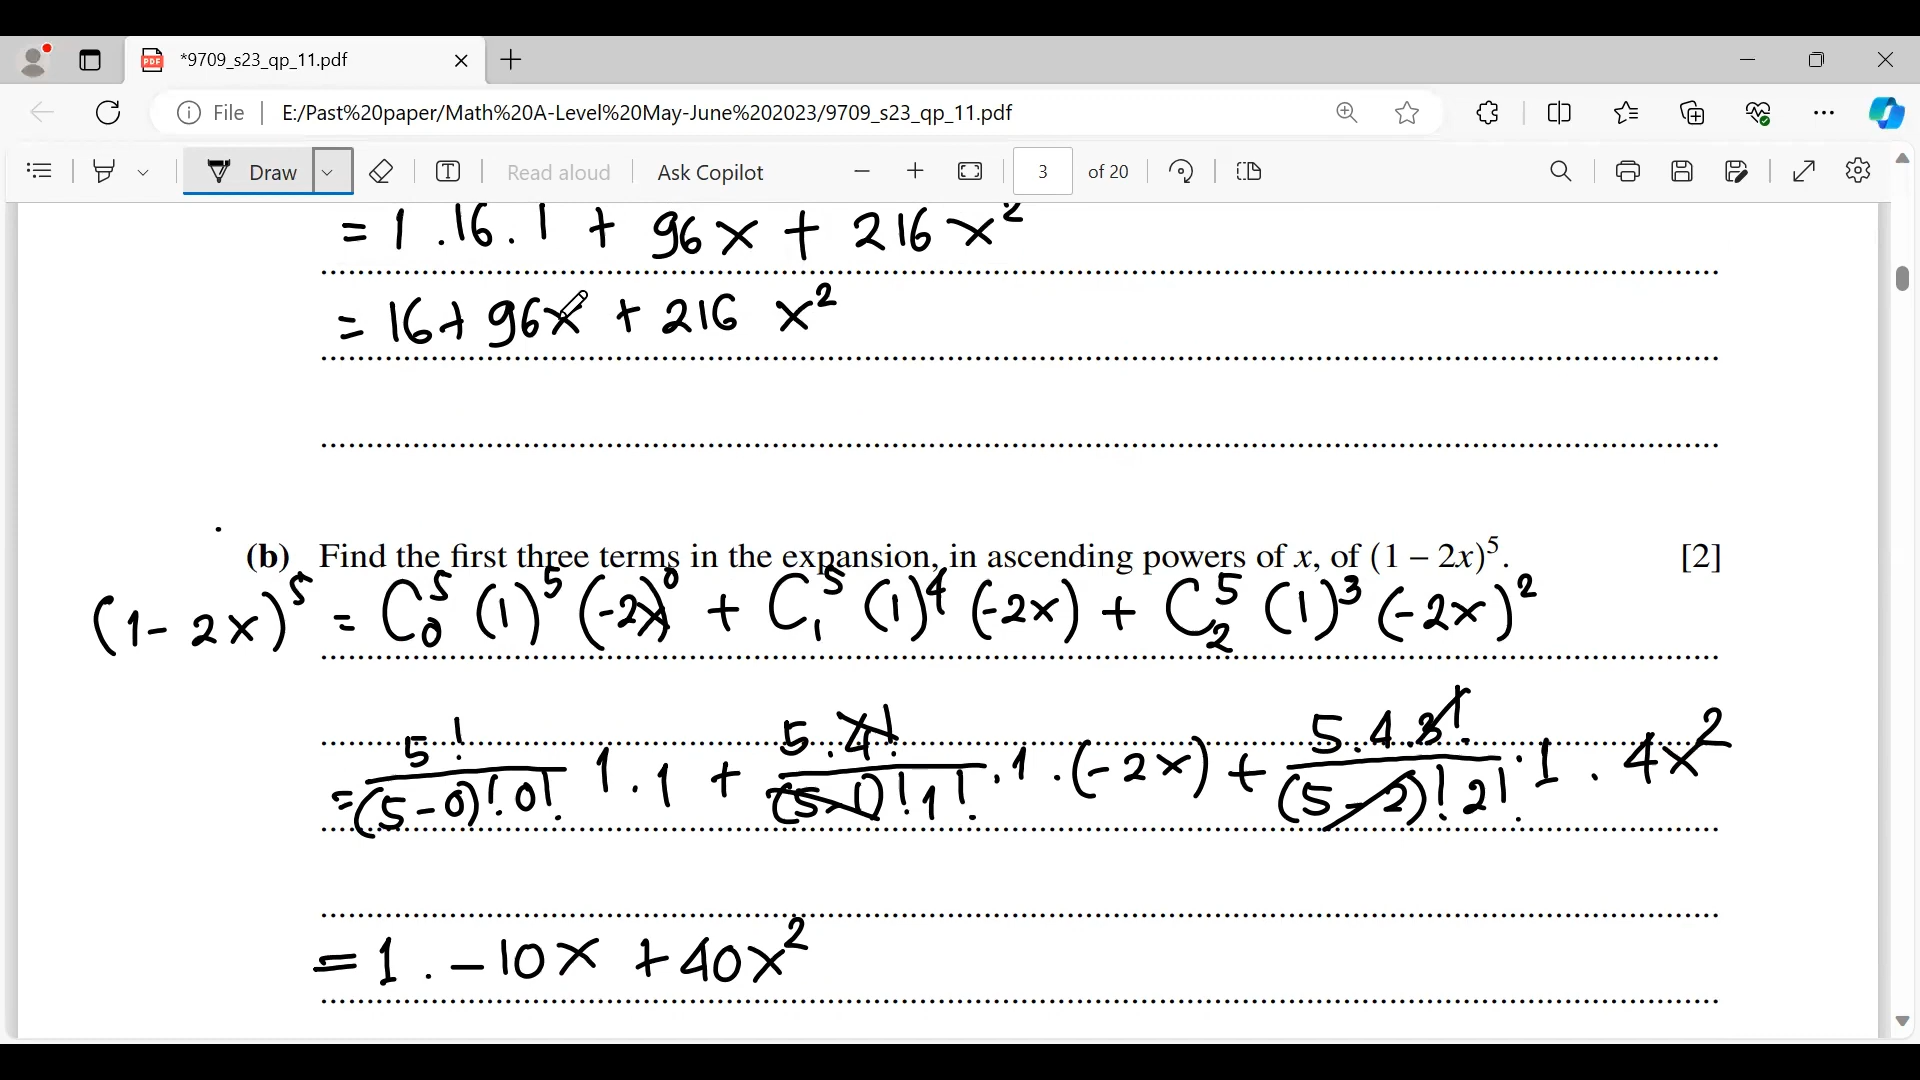 *9709_s23_qp_11.pdf
File
E:/Past%20paper/Math%20A-Level%20May-June%202023/9709_s23_qp_11.pdf
Draw
Read aloud
Ask Copilot
3
of 20
= 1 . 16 . 1 + 96x + 216 x²
= 16 + 96x + 216 x²
(b) Find the first three terms in the expansion, in ascending powers of x, of (1 – 2x)⁵. [2]
(1 - 2x)⁵ = C⁵₀ (1)⁵ (-2x)⁰ + C⁵₁ (1)⁴ (-2x) + C⁵₂ (1)³ (-2x)²
= 5!/((5-0)! 0!) 1 . 1 + 5.4!/((5-1)! 1!) . 1 . (-2x) + 5.4.3!/((5-2)! 2!) . 1 . 4x²
= 1 . -10x + 40x²